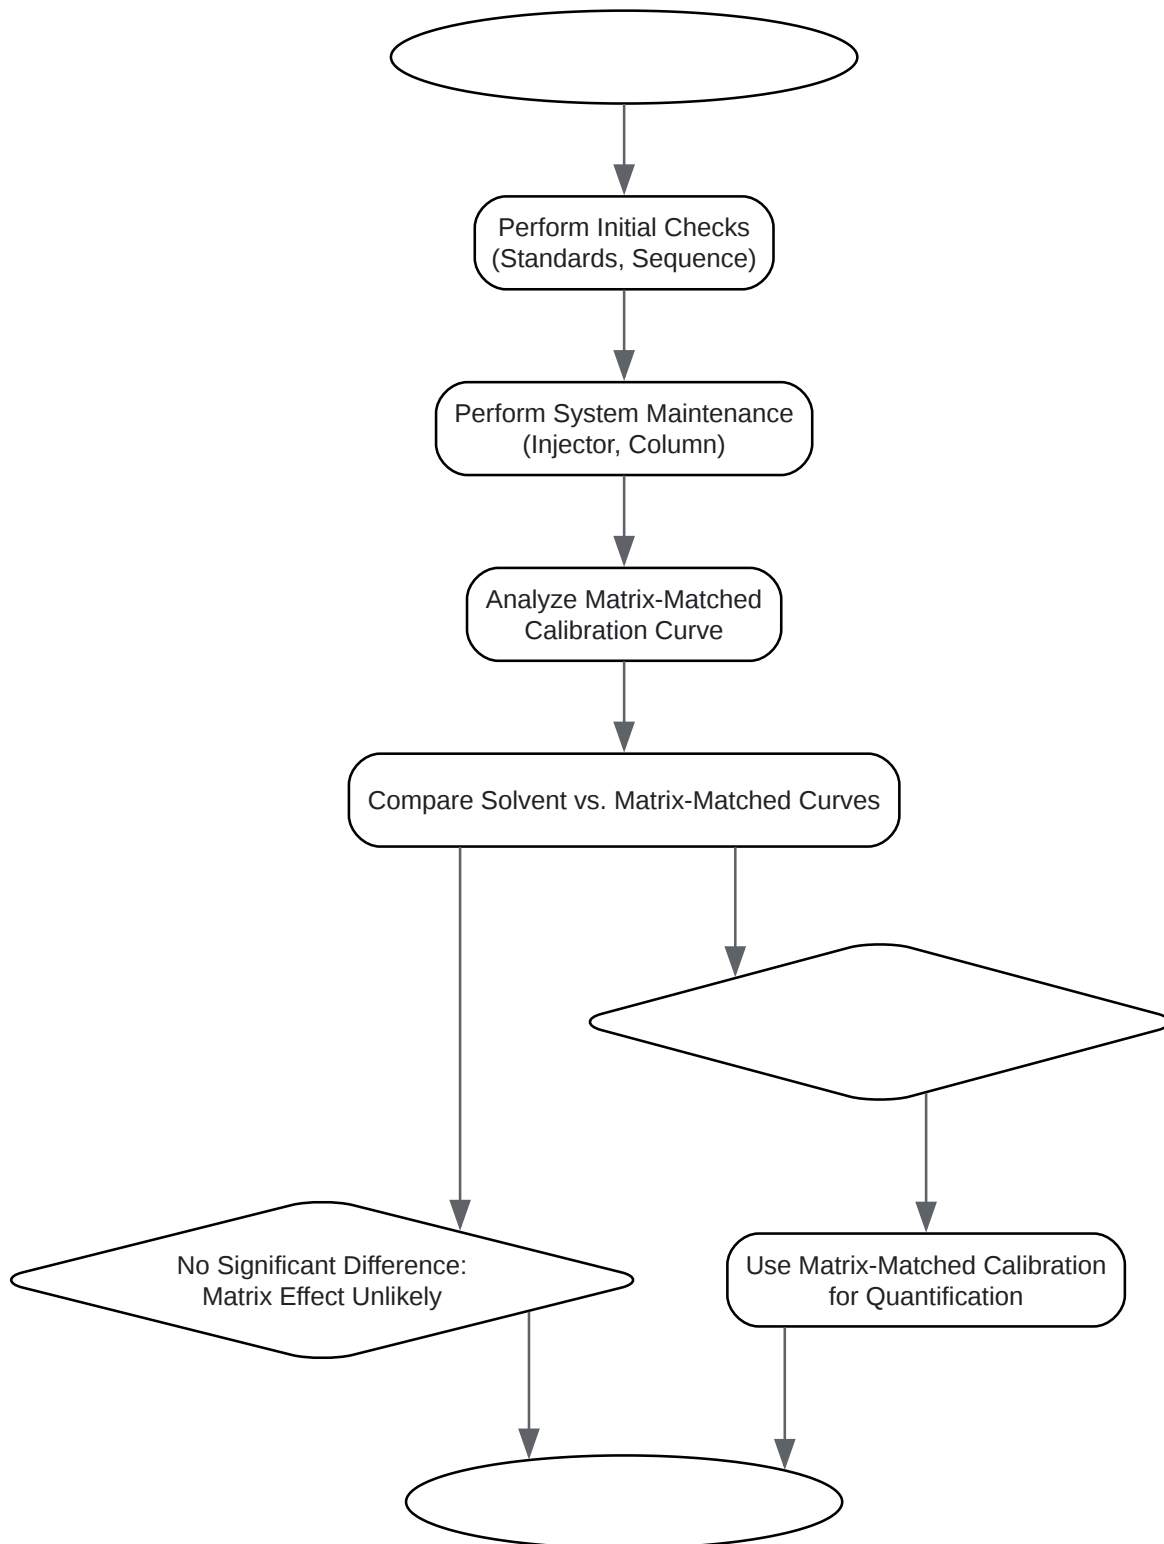 Perform Initial Checks
(Standards, Sequence)
Perform System Maintenance
(Injector, Column)
Analyze Matrix-Matched
Calibration Curve
Compare Solvent vs. Matrix-Matched Curves
No Significant Difference:
Matrix Effect Unlikely
Use Matrix-Matched Calibration
for Quantification